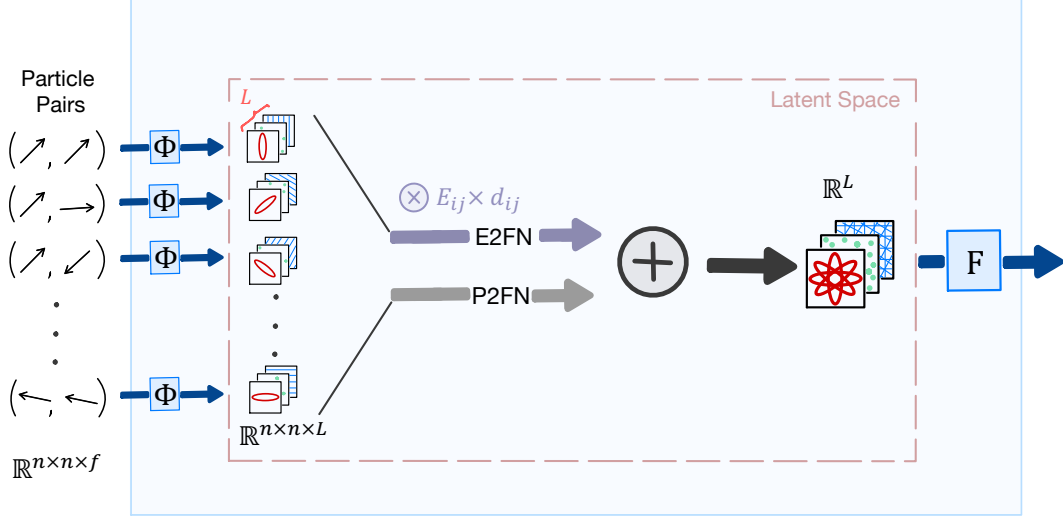 Particle
Pairs
Latent Space
L
( , )
Φ
( , )
Φ
( , )
Φ
( , )
Φ
ℝ^{n×n×f}
ℝ^{n×n×L}
⊗ E_{ij} × d_{ij}
E2FN
P2FN
+
ℝ^L
F